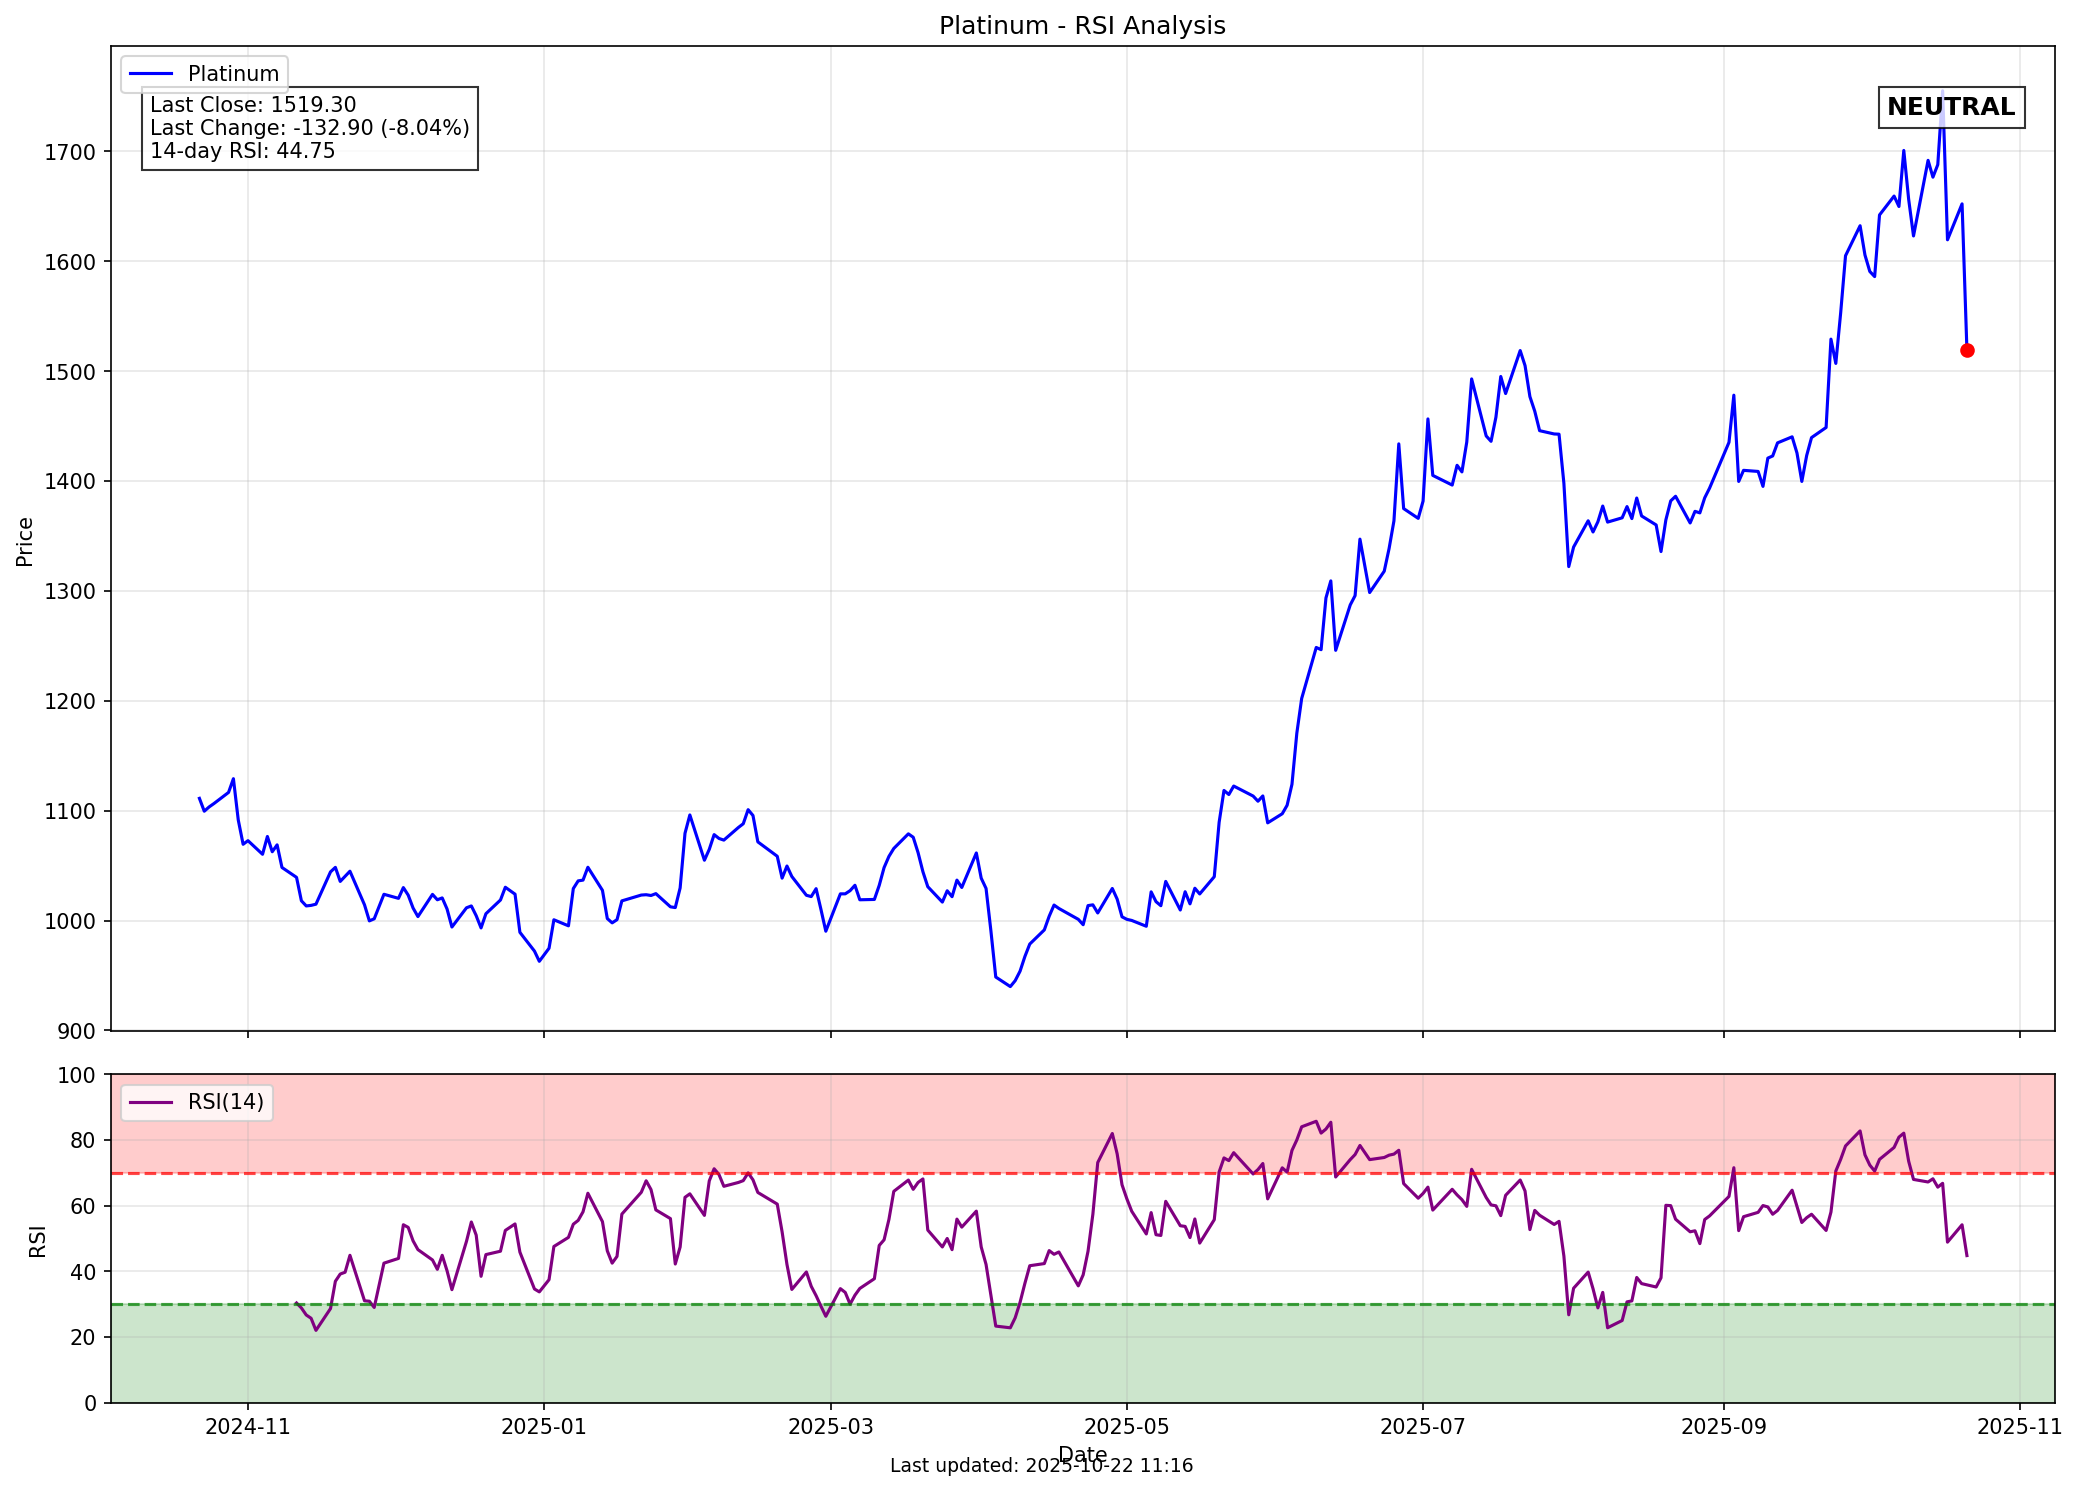 Platinum - RSI Analysis
Platinum
Last Close: 1519.30
Last Change: -132.90 (-8.04%)
14-day RSI: 44.75
NEUTRAL
Price
1700
1600
1500
1400
1300
1200
1100
1000
900
RSI(14)
RSI
100
80
60
40
20
0
2024-11
2025-01
2025-03
2025-05
2025-07
2025-09
2025-11
Date
Last updated: 2025-10-22 11:16